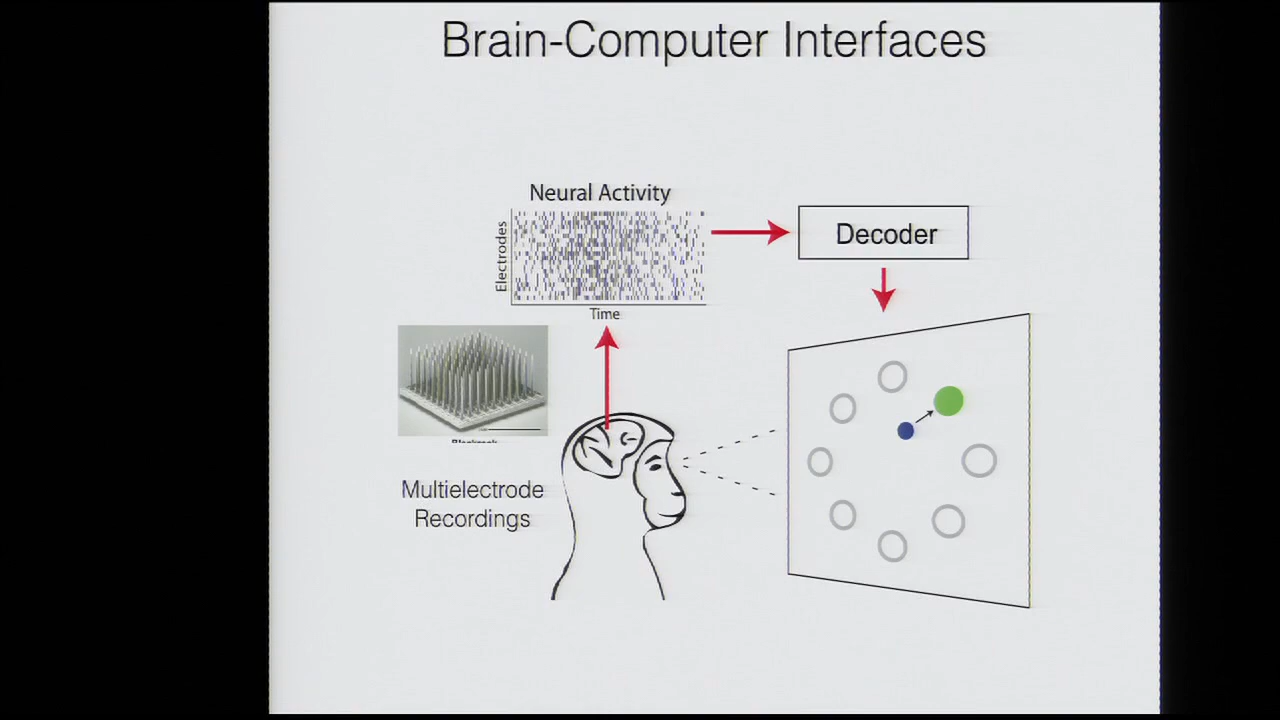 Brain-Computer Interfaces
Neural Activity
Electrodes
Time
Decoder
Multielectrode
Recordings